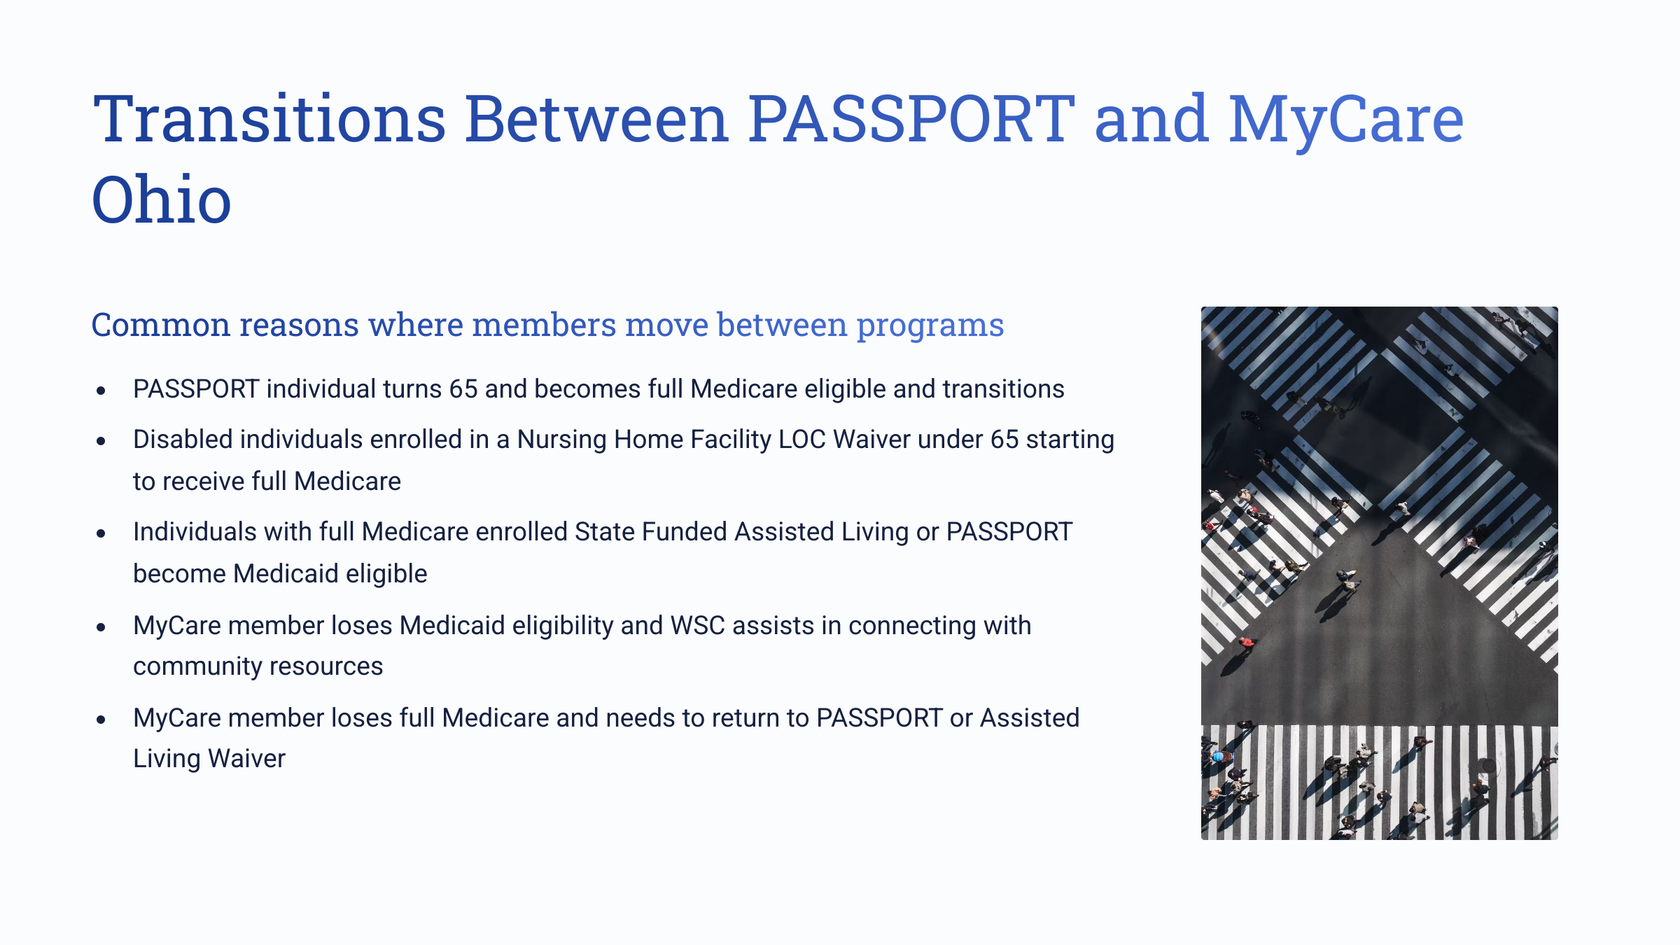 Transitions Between PASSPORT and MyCare
Ohio
Common reasons where members move between programs
• PASSPORT individual turns 65 and becomes full Medicare eligible and transitions
• Disabled individuals enrolled in a Nursing Home Facility LOC Waiver under 65 starting
to receive full Medicare
• Individuals with full Medicare enrolled State Funded Assisted Living or PASSPORT
become Medicaid eligible
• MyCare member loses Medicaid eligibility and WSC assists in connecting with
community resources
• MyCare member loses full Medicare and needs to return to PASSPORT or Assisted
Living Waiver